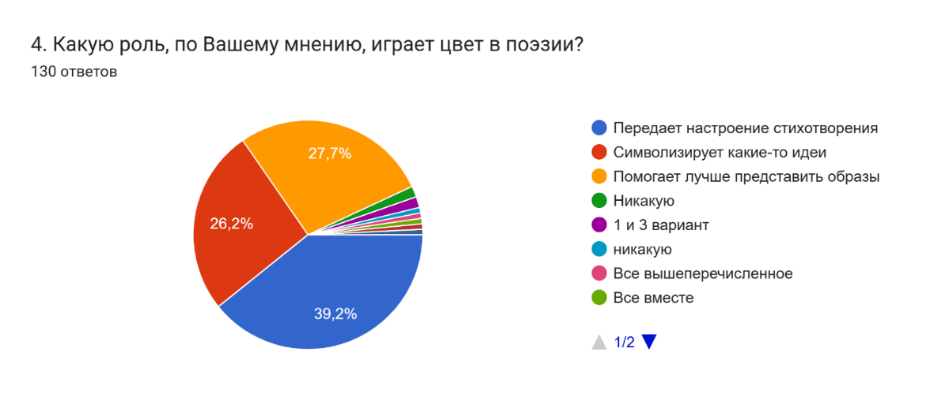 4. Какую роль, по Вашему мнению, играет цвет в поэзии?
130 ответов
27,7%
26,2%
39,2%
Передает настроение стихотворения
Символизирует какие-то идеи
Помогает лучше представить образы
Никакую
1 и 3 вариант
никакую
Все вышеперечисленное
Все вместе
1/2